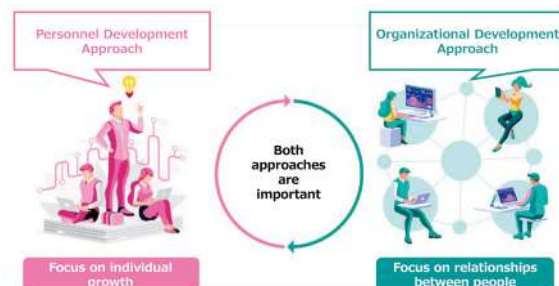 Personnel Development
Approach
Organizational Development
Approach
Both
approaches
are
important
Focus on individual
growth
Focus on relationships
between people